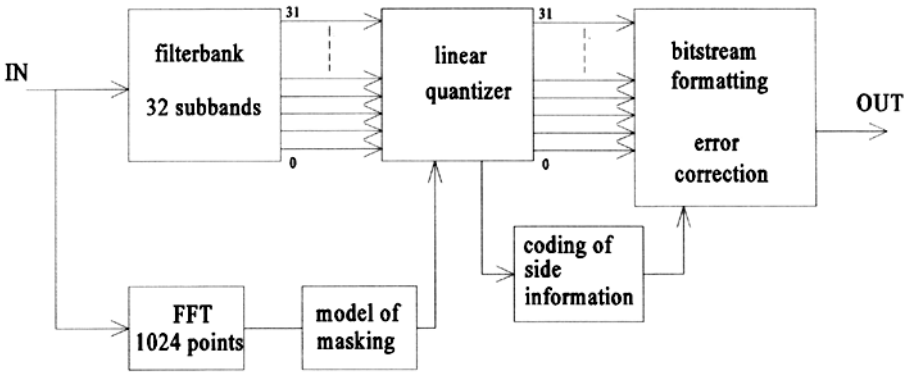 31
31
filterbank
linear
bitstream
formatting
IN
32 subbands
quantizer
OUT
error
correction
0
0
coding of
side
information
FFT
1024 points
model of
masking